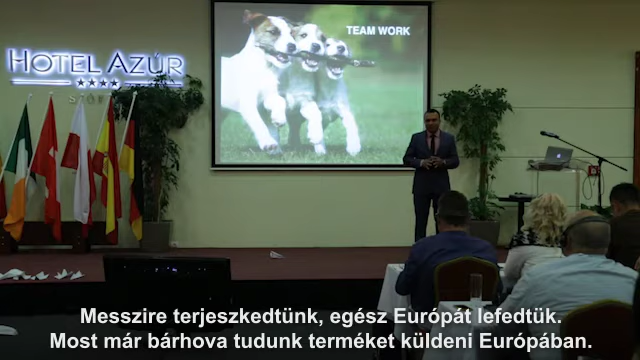 TEAM WORK
HOTEL AZÚR
Messzire terjeszkedtünk, egész Európát lefedtük.
Most már bárhova tudunk terméket küldeni Európában.